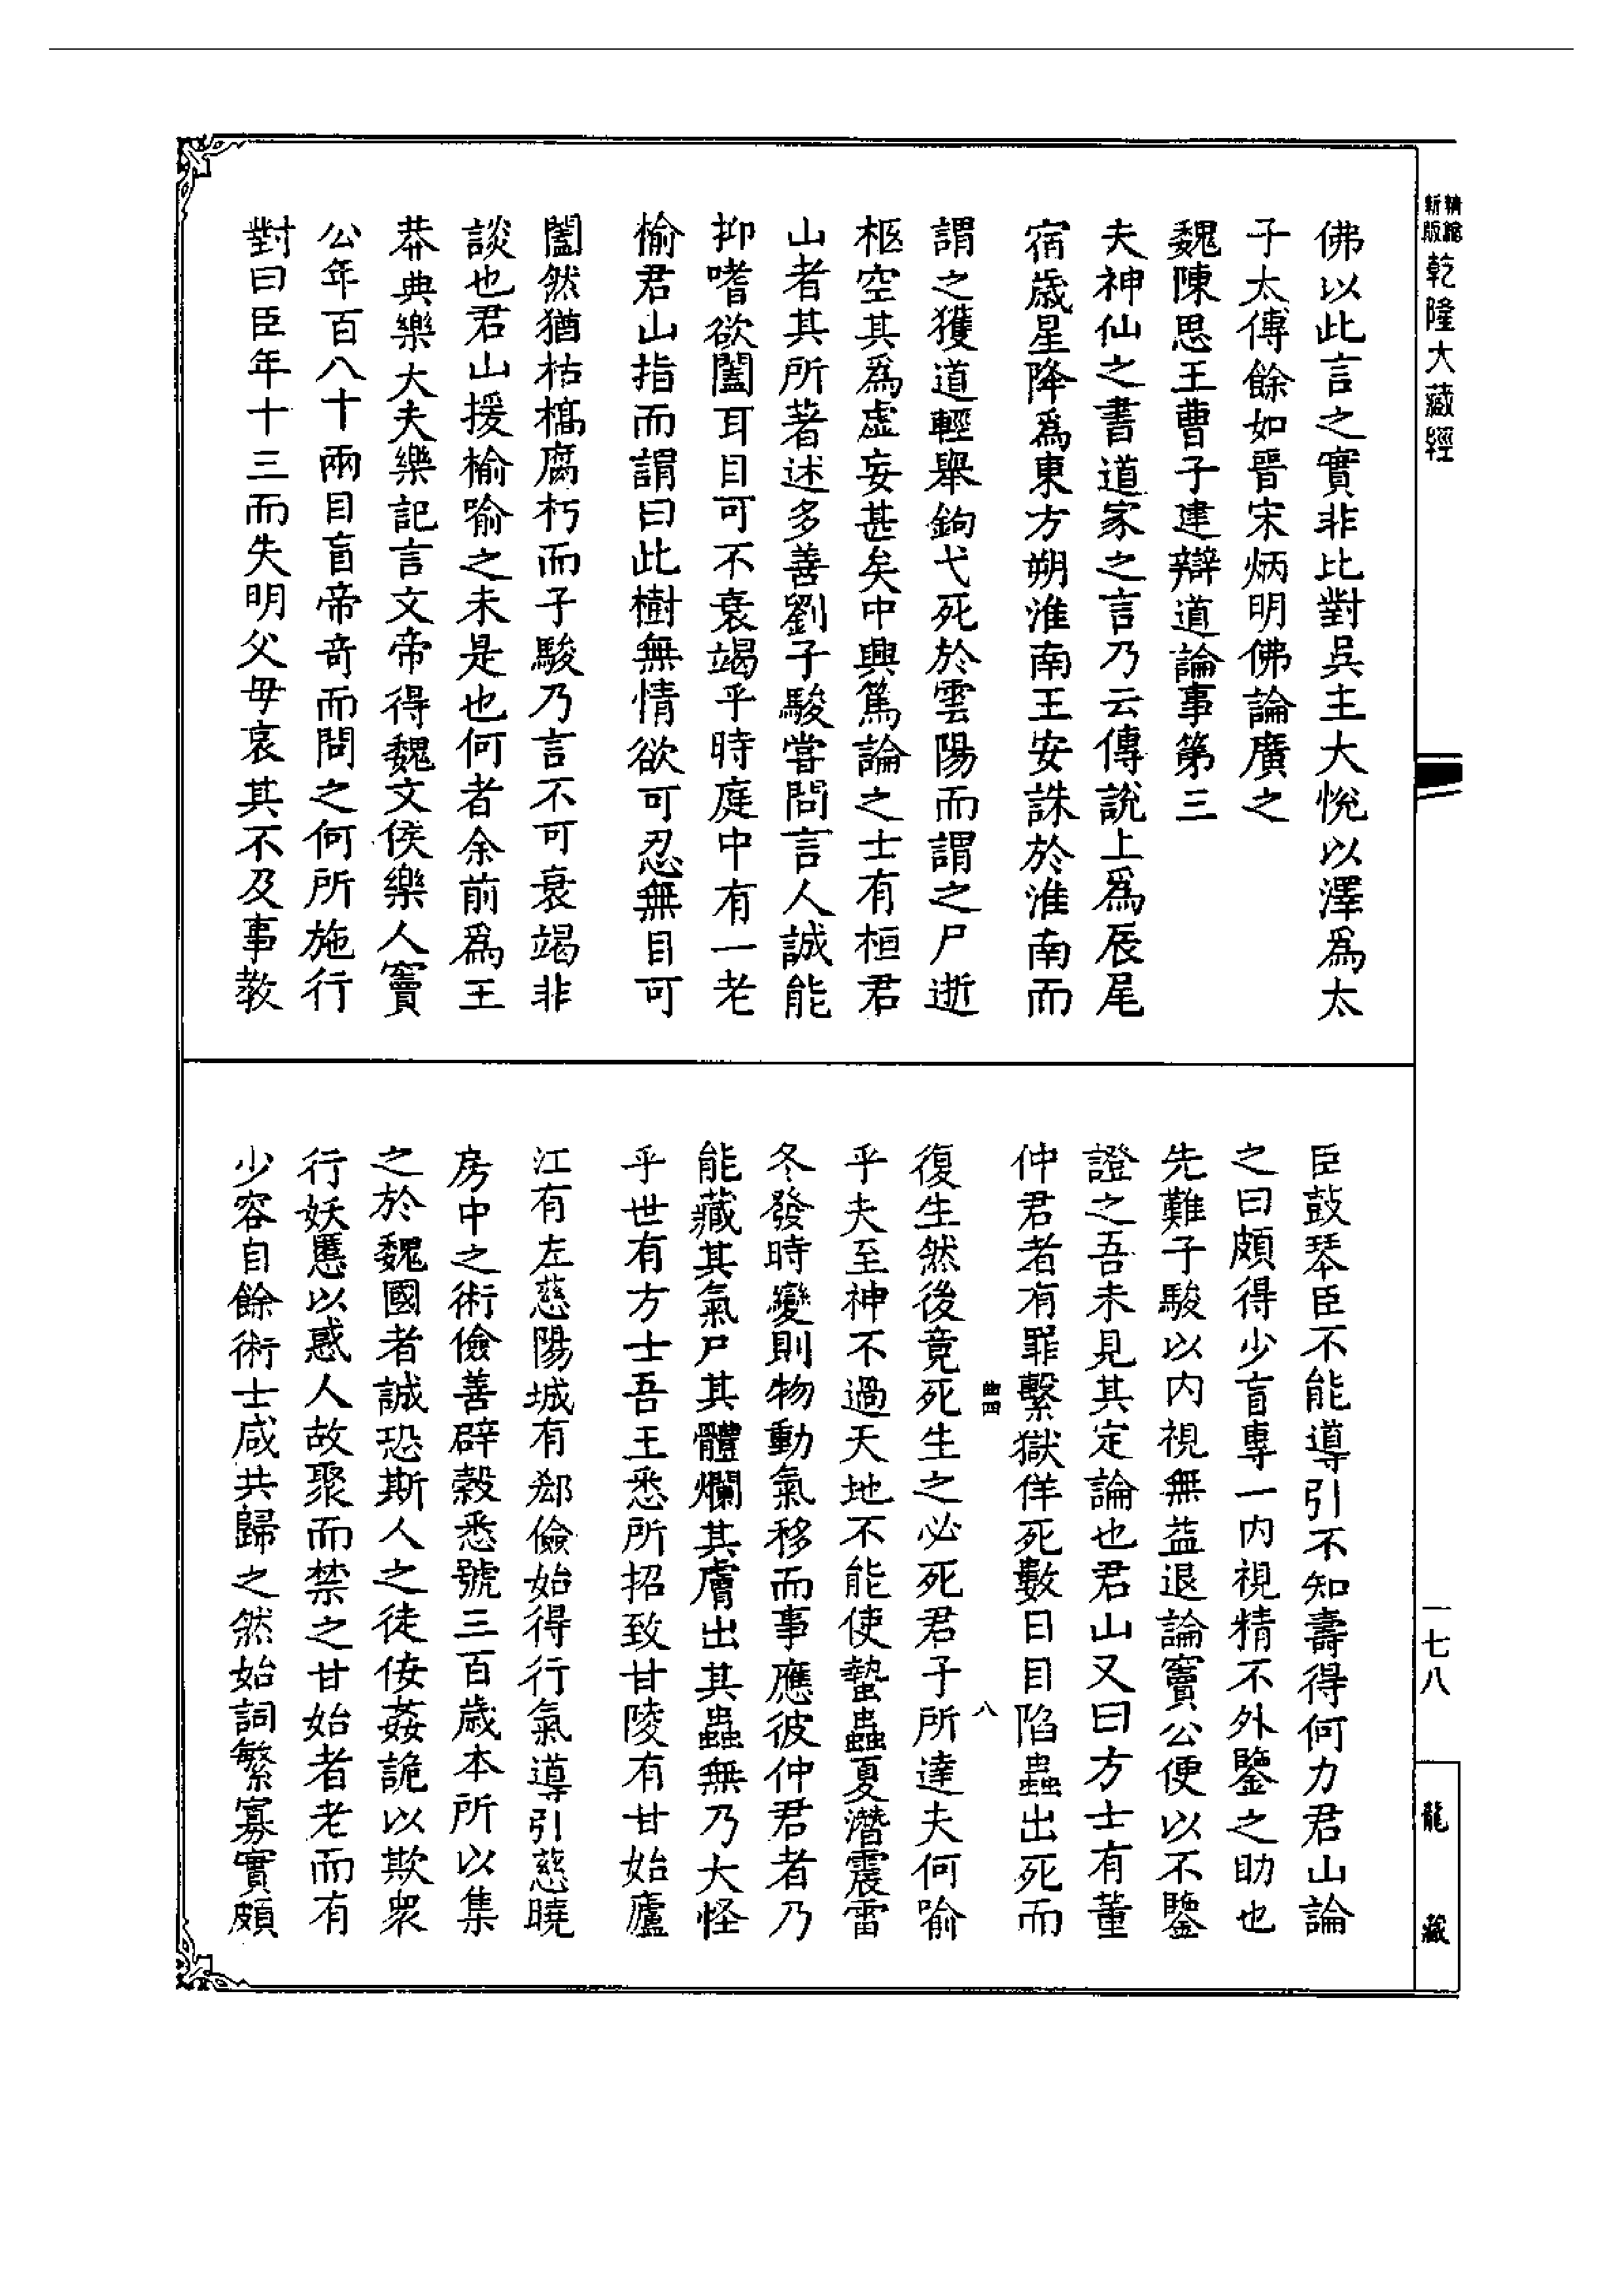 精縮新版乾隆大藏經
佛以此言之實非比對吳主大悅以澤爲太
子太傅餘如晉宋炳明佛論廣之
魏陳思王曹子建辯道論事第三
夫神仙之書道家之言乃云傳說上爲辰尾
宿歲星降爲東方朔淮南王安誅於淮南而
謂之獲道輕舉鉤弋死於雲陽而謂之尸逝
柩空其爲虛妄甚矣中興篤論之士有桓君
山者其所著述多善劉子駿嘗問言人誠能
抑嗜欲闔耳目可不衰竭乎時庭中有一老
榆君山指而謂曰此樹無情欲可忍無目可
闔然猶枯槁腐朽而子駿乃言不可衰竭非
談也君山援榆喻之未是也何者余前爲王
莽典樂大夫樂記言文帝得魏文侯樂人竇
公年百八十兩目盲帝奇而問之何所施行
對曰臣年十三而失明父母哀其不及事教
臣鼓琴臣不能導引不知壽得何力君山論
之曰頗得少盲專一內視精不外鑒之助也
先難子駿以內視無益退論竇公便以不鑒
證之吾未見其定論也君山又曰方士有董
仲君者有罪繫獄佯死數日目陷蟲出死而
曲四 八
復生然後竟死生之必死君子所達夫何喻
乎夫至神不過天地不能使蟄蟲夏潛震雷
冬發時變則物動氣移而事應彼仲君者乃
能藏其氣尸其體爛其膚出其蟲無乃大怪
乎世有方士吾王悉所招致甘陵有甘始廬
江有左慈陽城有郄儉始得行氣導引慈曉
房中之術儉善辟穀悉號三百歲本所以集
之於魏國者誠恐斯人之徒侫姦詭以欺衆
行妖慝以惑人故聚而禁之甘始者老而有
少容自餘術士咸共歸之然始詞繁寡實頗
一七八
龍藏